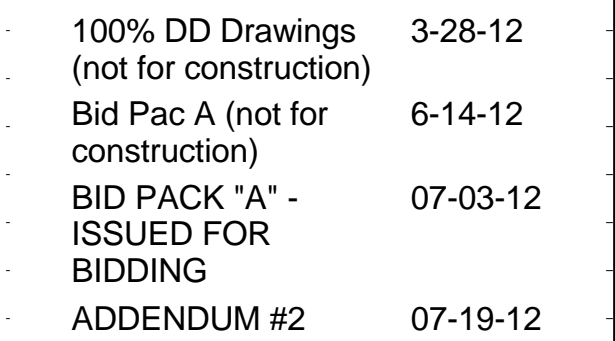 100% DD Drawings 3-28-12
(not for construction)
Bid Pac A (not for 6-14-12
construction)
BID PACK "A" - 07-03-12
ISSUED FOR
BIDDING
ADDENDUM #2 07-19-12